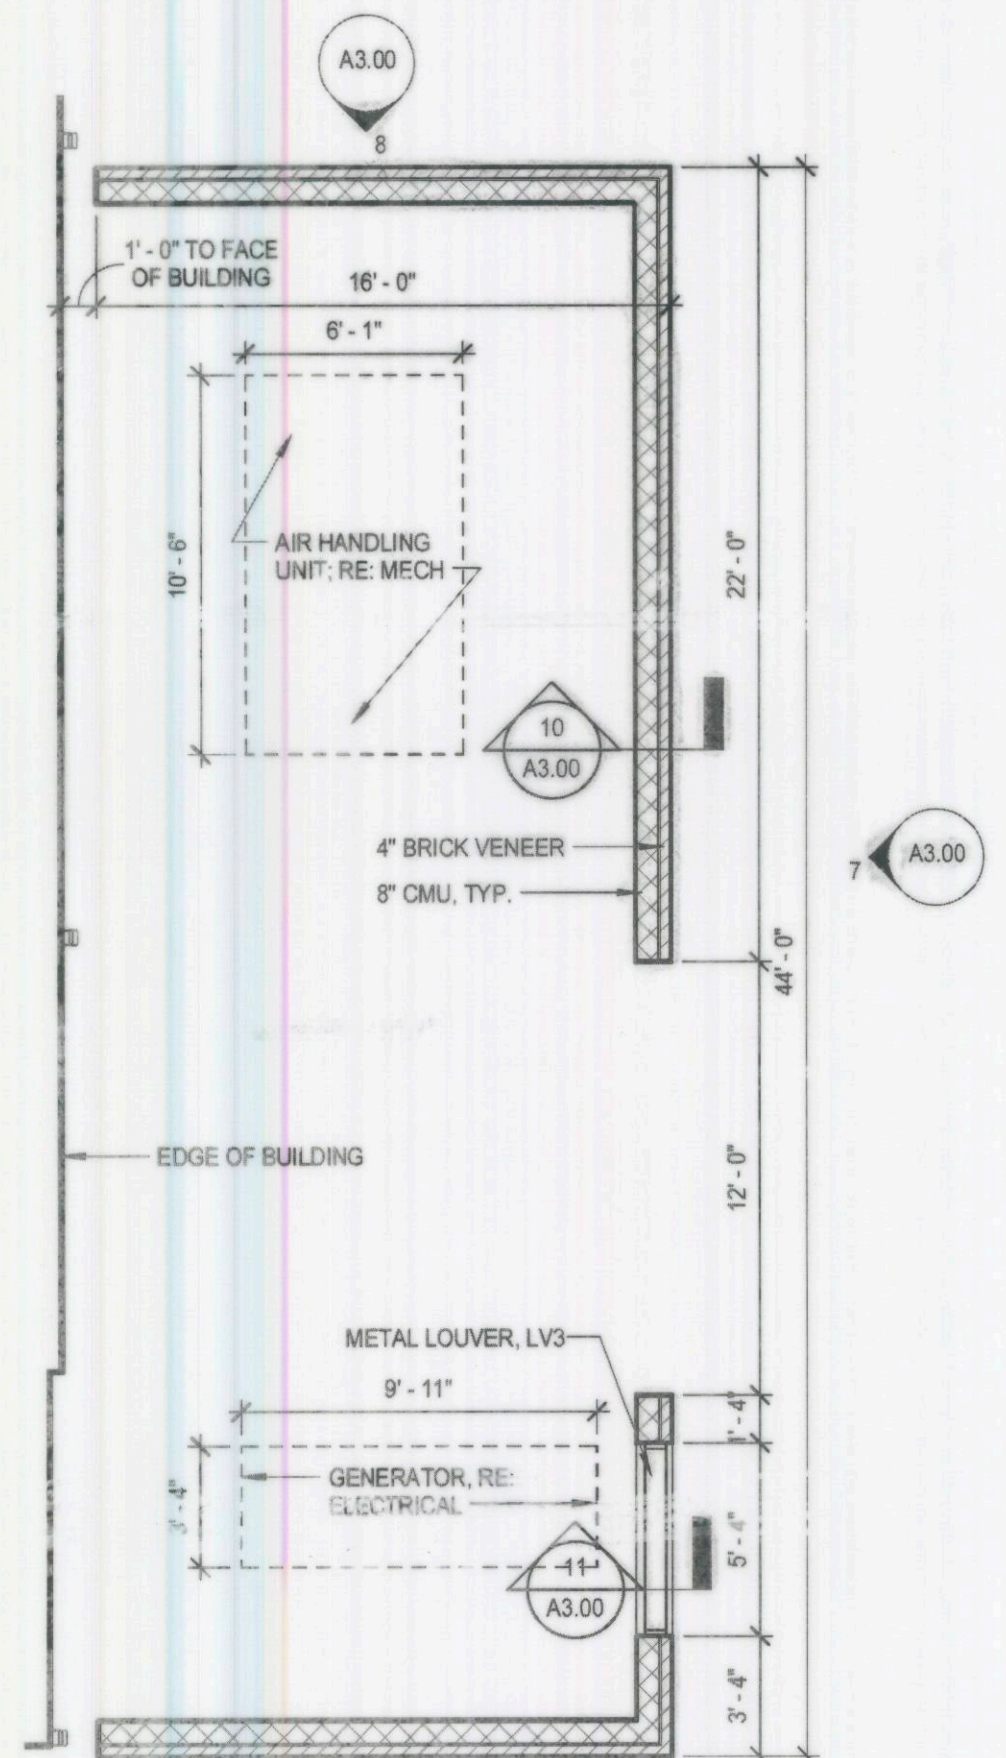 A3.00
8
1' - 0" TO FACE
OF BUILDING
16' - 0"
6' - 1"
10' - 6"
AIR HANDLING
UNIT; RE: MECH
22' - 0"
10
A3.00
4" BRICK VENEER
8" CMU, TYP.
7
A3.00
44' - 0"
EDGE OF BUILDING
12' - 0"
METAL LOUVER, LV3
9' - 11"
1' - 4"
3' - 4"
GENERATOR, RE:
ELECTRICAL
5' - 4"
11
A3.00
3' - 4"